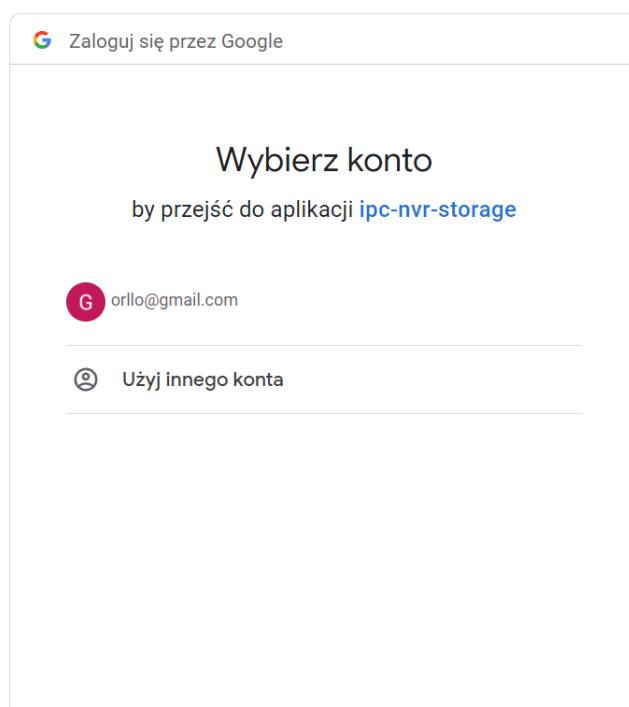 Zaloguj się przez Google
Wybierz konto
by przejść do aplikacji ipc-nvr-storage
G orllo@gmail.com
Użyj innego konta